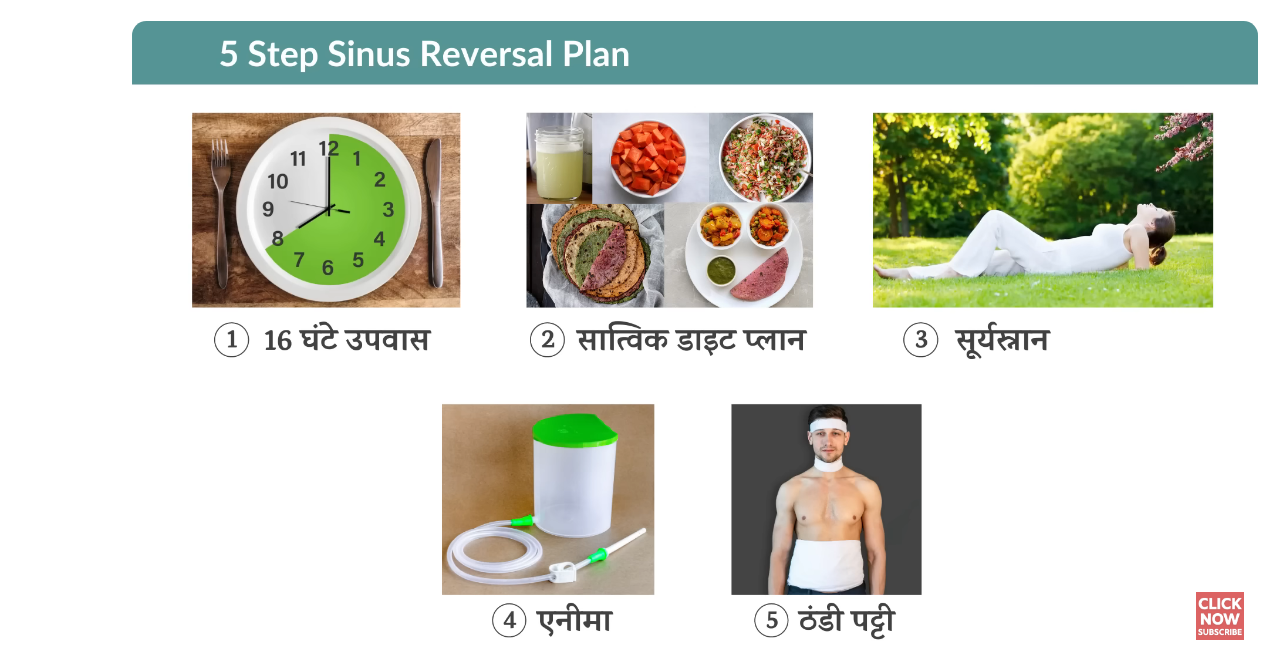 5 Step Sinus Reversal Plan
12
11 1
10 2
9 3
8 4
7 5
6
1 16 घंटे उपवास
2 सात्विक डाइट प्लान
3 सूर्यस्नान
4 एनीमा
5 ठंडी पट्टी
CLICK
NOW
SUBSCRIBE